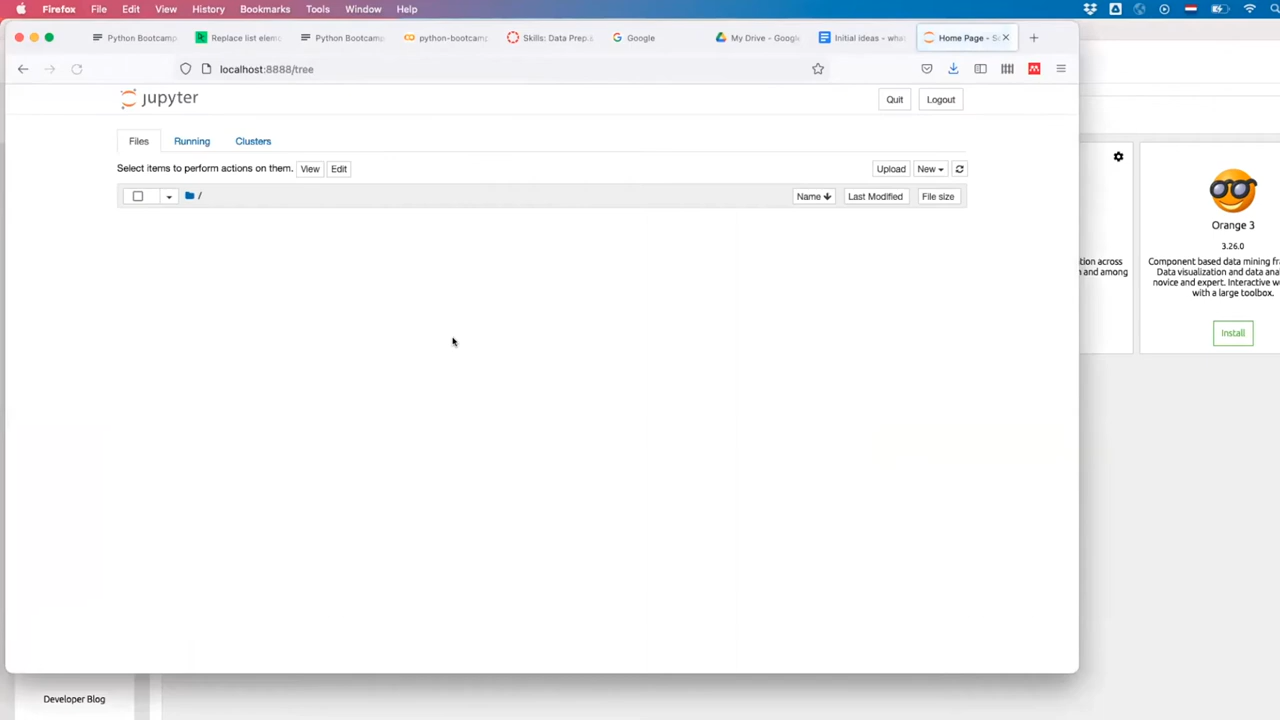 Firefox File Edit View History Bookmarks Tools Window Help
Python Bootcamp Replace list elem Python Bootcamp python-bootcamp Skills: Data Prep Google My Drive – Google Initial ideas – wha Home Page - S
localhost:8888/tree
jupyter Quit Logout
Files Running Clusters
Select items to perform actions on them. View Edit Upload New
/ Name Last Modified File size
Orange 3
3.26.0
tion across
n and among
Component based data mining fra
Data visualization and data ana
novice and expert. Interactive w
with a large toolbox.
Install
Developer Blog